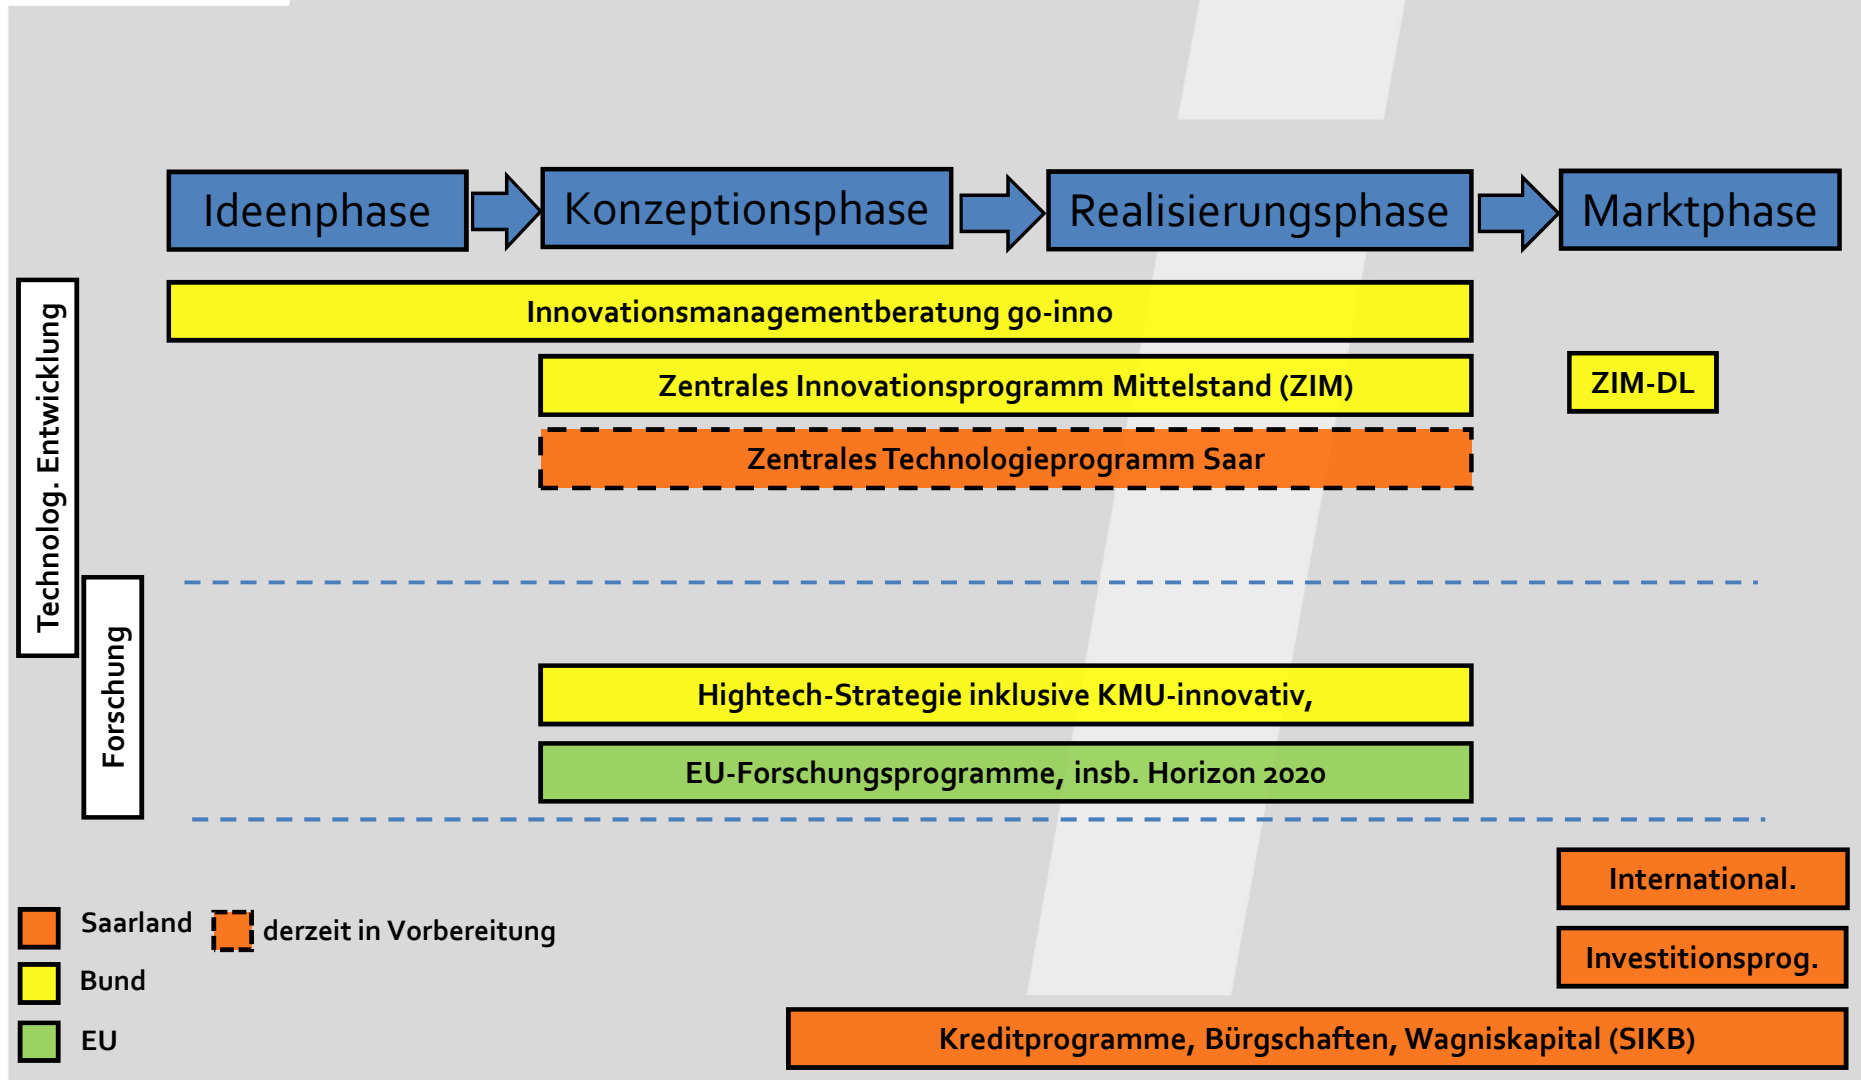 Ideenphase
Konzeptionsphase
Realisierungsphase
Marktphase
Technolog. Entwicklung
Innovationsmanagementberatung go-inno
Zentrales Innovationsprogramm Mittelstand (ZIM)
ZIM-DL
Zentrales Technologieprogramm Saar
Forschung
Hightech-Strategie inklusive KMU-innovativ,
EU-Forschungsprogramme, insb. Horizon 2020
International.
Investitionsprog.
Kreditprogramme, Bürgschaften, Wagniskapital (SIKB)
Saarland
derzeit in Vorbereitung
Bund
EU